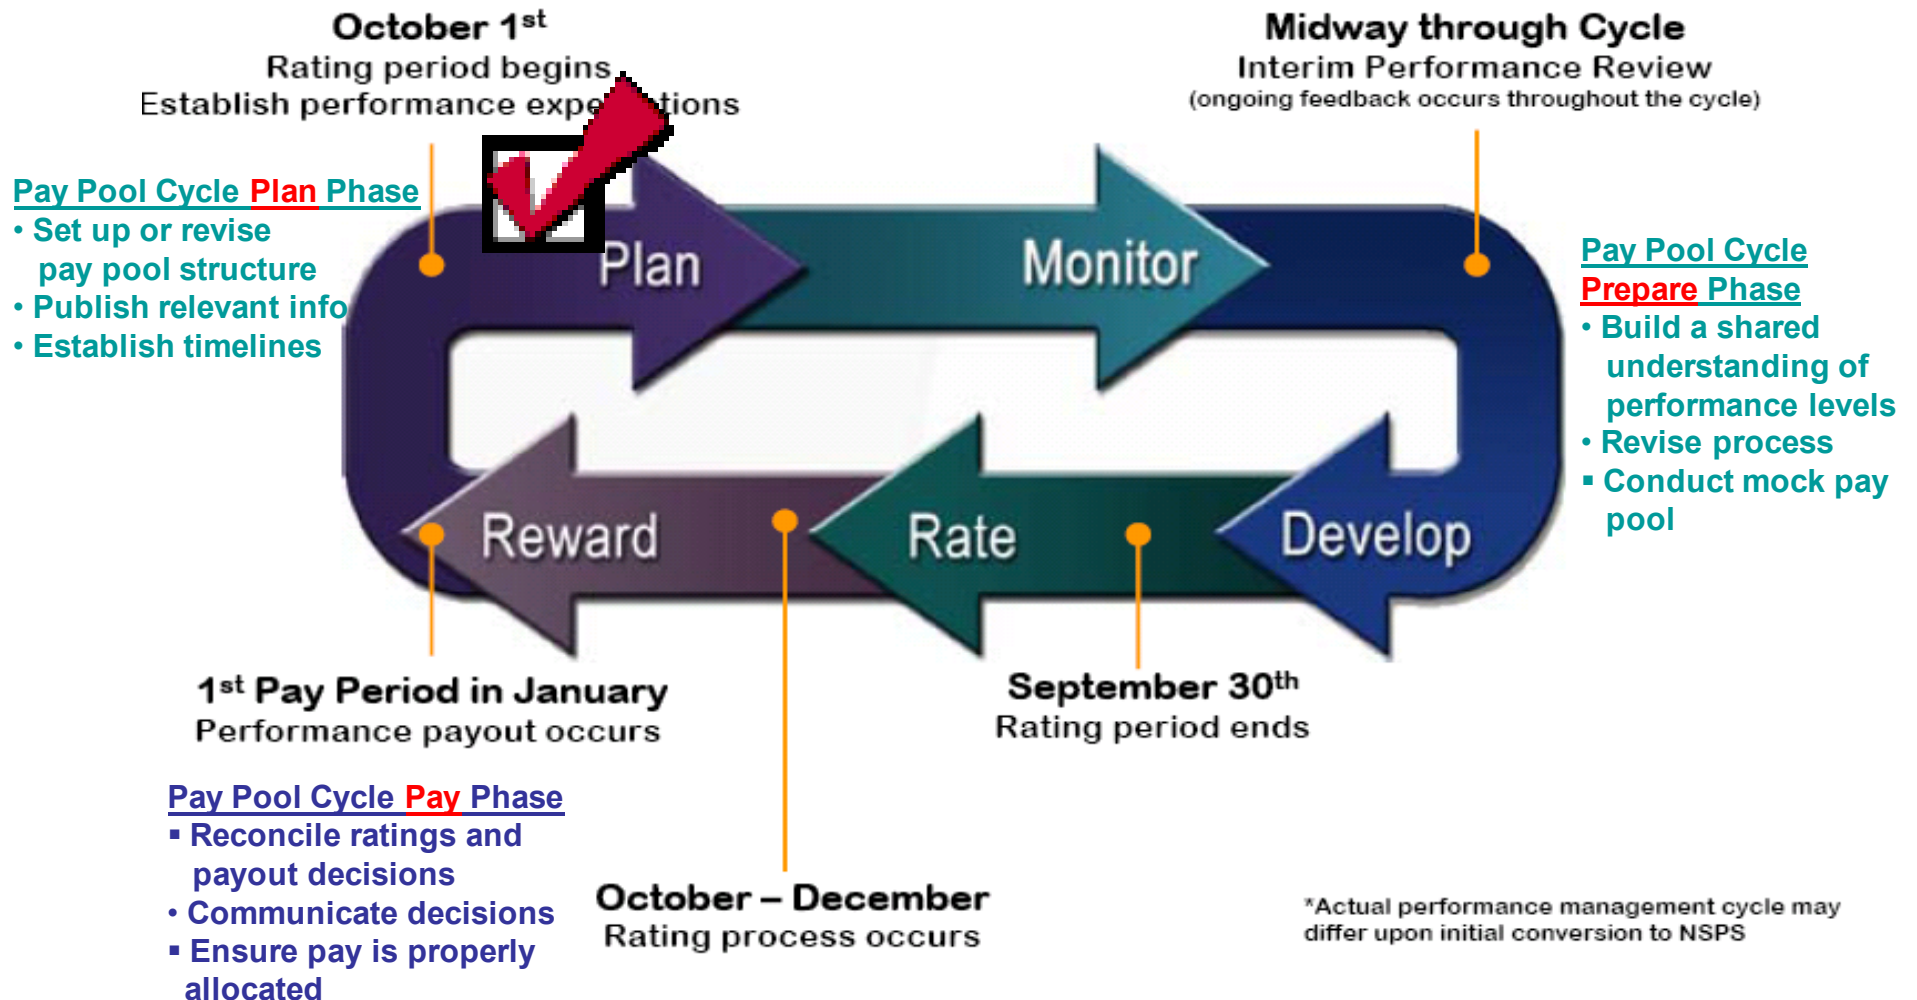 October 1st
Rating period begins
Establish performance expe tions
Midway through Cycle
Interim Performance Review
(ongoing feedback occurs throughout the cycle)
Pay Pool Cycle Plan Phase
• Set up or revise
pay pool structure
• Publish relevant info
• Establish timelines
Plan
Monitor
Pay Pool Cycle
Prepare Phase
• Build a shared
understanding of
performance levels
• Revise process
▪ Conduct mock pay
pool
Reward
Rate
Develop
1st Pay Period in January
Performance payout occurs
September 30th
Rating period ends
Pay Pool Cycle Pay Phase
▪ Reconcile ratings and
payout decisions
• Communicate decisions
▪ Ensure pay is properly
allocated
October – December
Rating process occurs
*Actual performance management cycle may
differ upon initial conversion to NSPS